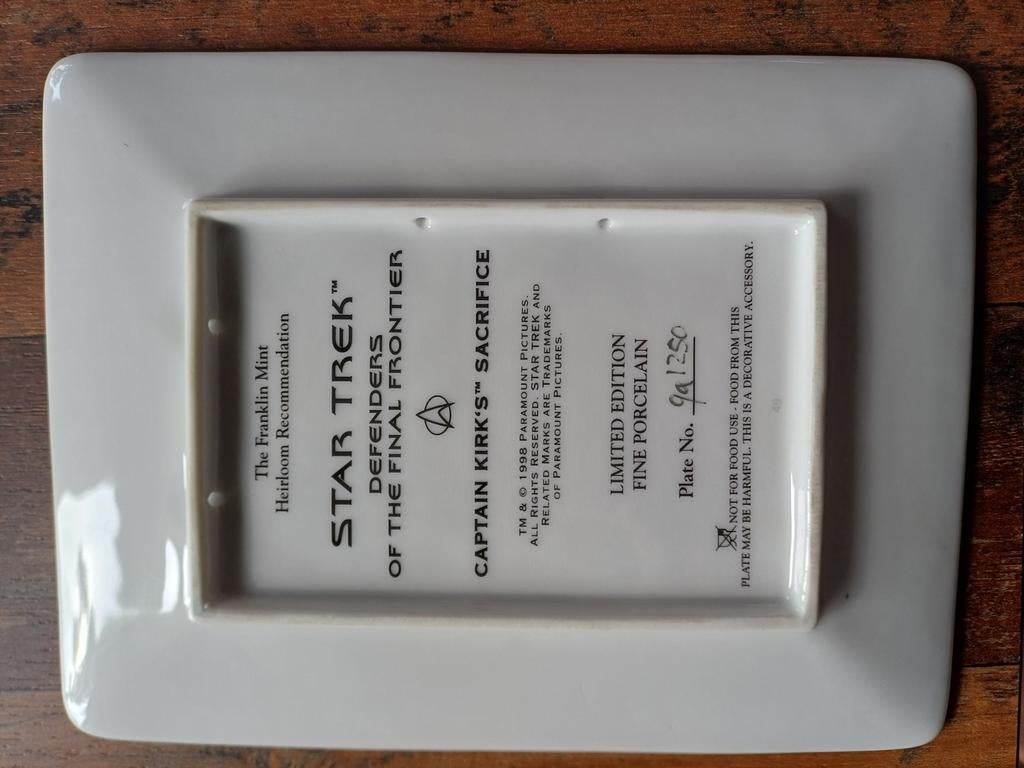 The Franklin Mint
Heirloom Recommendation
STAR TREK™
DEFENDERS
OF THE FINAL FRONTIER
CAPTAIN KIRK'S™ SACRIFICE
TM & © 1998 PARAMOUNT PICTURES.
ALL RIGHTS RESERVED. STAR TREK AND
RELATED MARKS ARE TRADEMARKS
OF PARAMOUNT PICTURES.
LIMITED EDITION
FINE PORCELAIN
Plate No. 9a1250
NOT FOR FOOD USE - FOOD FROM THIS
PLATE MAY BE HARMFUL. THIS IS A DECORATIVE ACCESSORY.
49